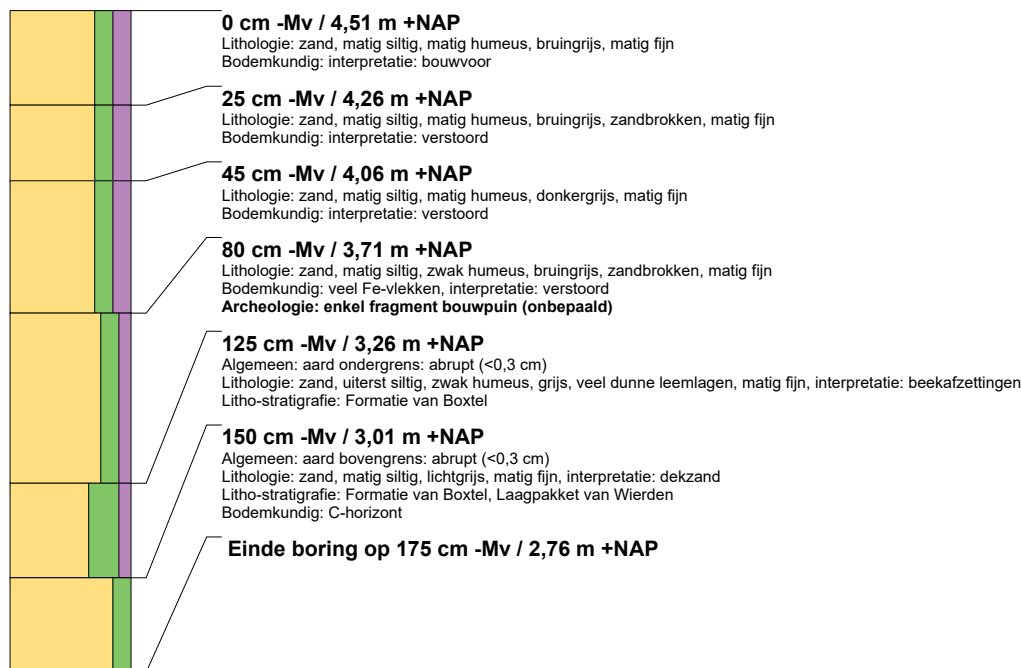 0 cm -Mv / 4,51 m +NAP
Lithologie: zand, matig siltig, matig humeus, bruingrijs, matig fijn
Bodemkundig: interpretatie: bouwvoor
25 cm -Mv / 4,26 m +NAP
Lithologie: zand, matig siltig, matig humeus, bruingrijs, zandbrokken, matig fijn
Bodemkundig: interpretatie: verstoord
45 cm -Mv / 4,06 m +NAP
Lithologie: zand, matig siltig, matig humeus, donkergrijs, matig fijn
Bodemkundig: interpretatie: verstoord
80 cm -Mv / 3,71 m +NAP
Lithologie: zand, matig siltig, zwak humeus, bruingrijs, zandbrokken, matig fijn
Bodemkundig: veel Fe-vlekken, interpretatie: verstoord
Archeologie: enkel fragment bouwpuin (onbepaald)
125 cm -Mv / 3,26 m +NAP
Algemeen: aard ondergrens: abrupt (<0,3 cm)
Lithologie: zand, uiterst siltig, zwak humeus, grijs, veel dunne leemlagen, matig fijn, interpretatie: beekafzettingen
Litho-stratigrafie: Formatie van Boxtel
150 cm -Mv / 3,01 m +NAP
Algemeen: aard bovengrens: abrupt (<0,3 cm)
Lithologie: zand, matig siltig, lichtgrijs, matig fijn, interpretatie: dekzand
Litho-stratigrafie: Formatie van Boxtel, Laagpakket van Wierden
Bodemkundig: C-horizont
Einde boring op 175 cm -Mv / 2,76 m +NAP